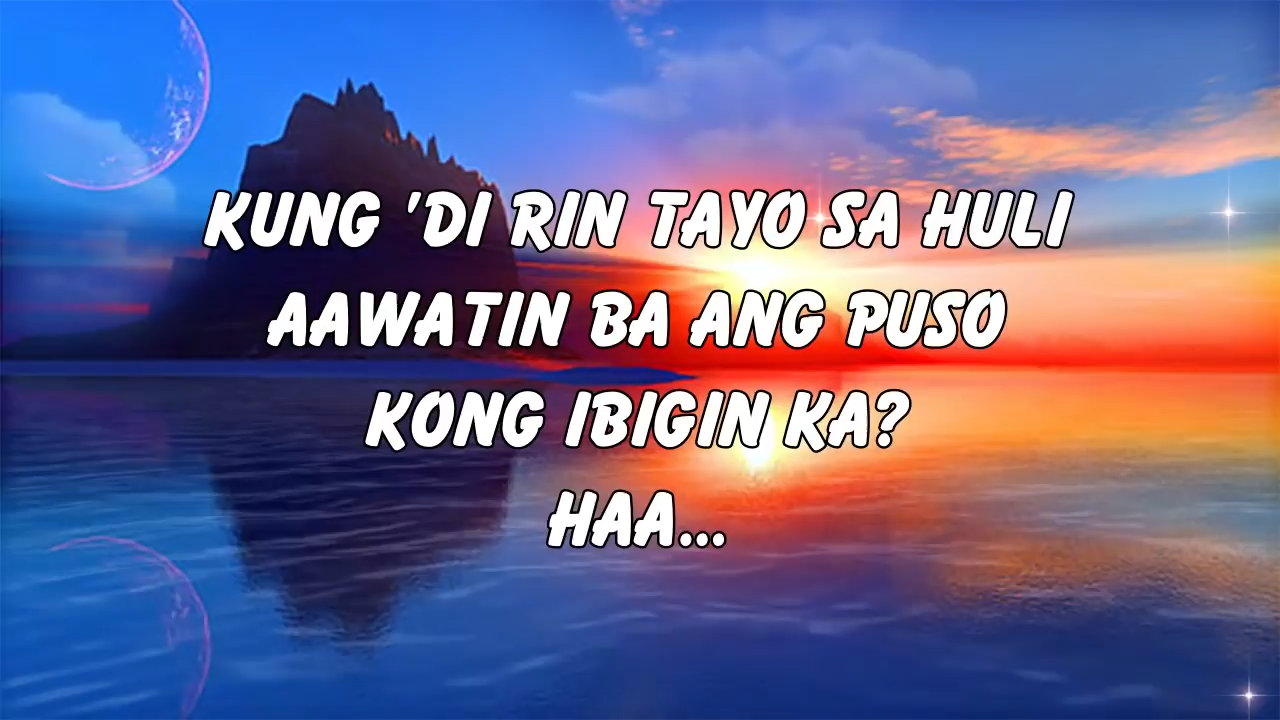 KUNG 'DI RIN TAYO SA HULI
AAWATIN BA ANG PUSO
KONG IBIGIN KA?
HAA...